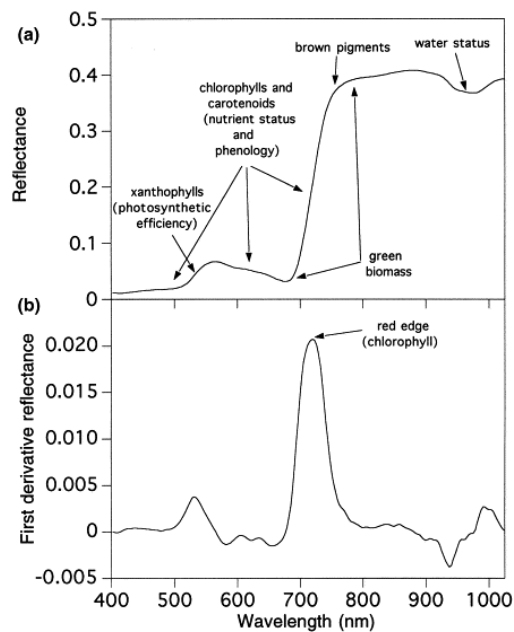 (a)
0.5
0.4
0.3
0.2
0.1
0
Reflectance
brown pigments
water status
chlorophylls and
carotenoids
(nutrient status
and
phenology)
xanthophylls
(photosynthetic
efficiency)
green
biomass
(b)
0.020
0.015
0.010
0.005
0
-0.005
First derivative reflectance
red edge
(chlorophyll)
400 500 600 700 800 900 1000
Wavelength (nm)